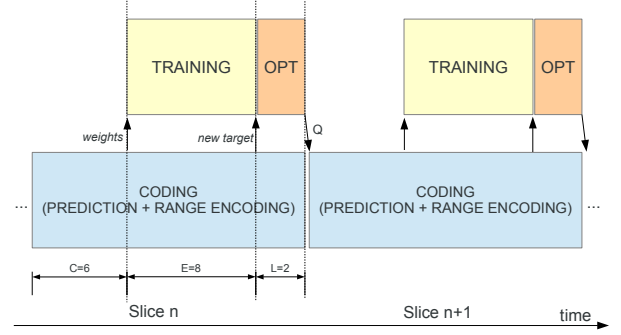 TRAINING OPT TRAINING OPT
weights new target Q
CODING
(PREDICTION + RANGE ENCODING)
CODING
(PREDICTION + RANGE ENCODING)
... ...
C=6 E=8 L=2
Slice n Slice n+1 time